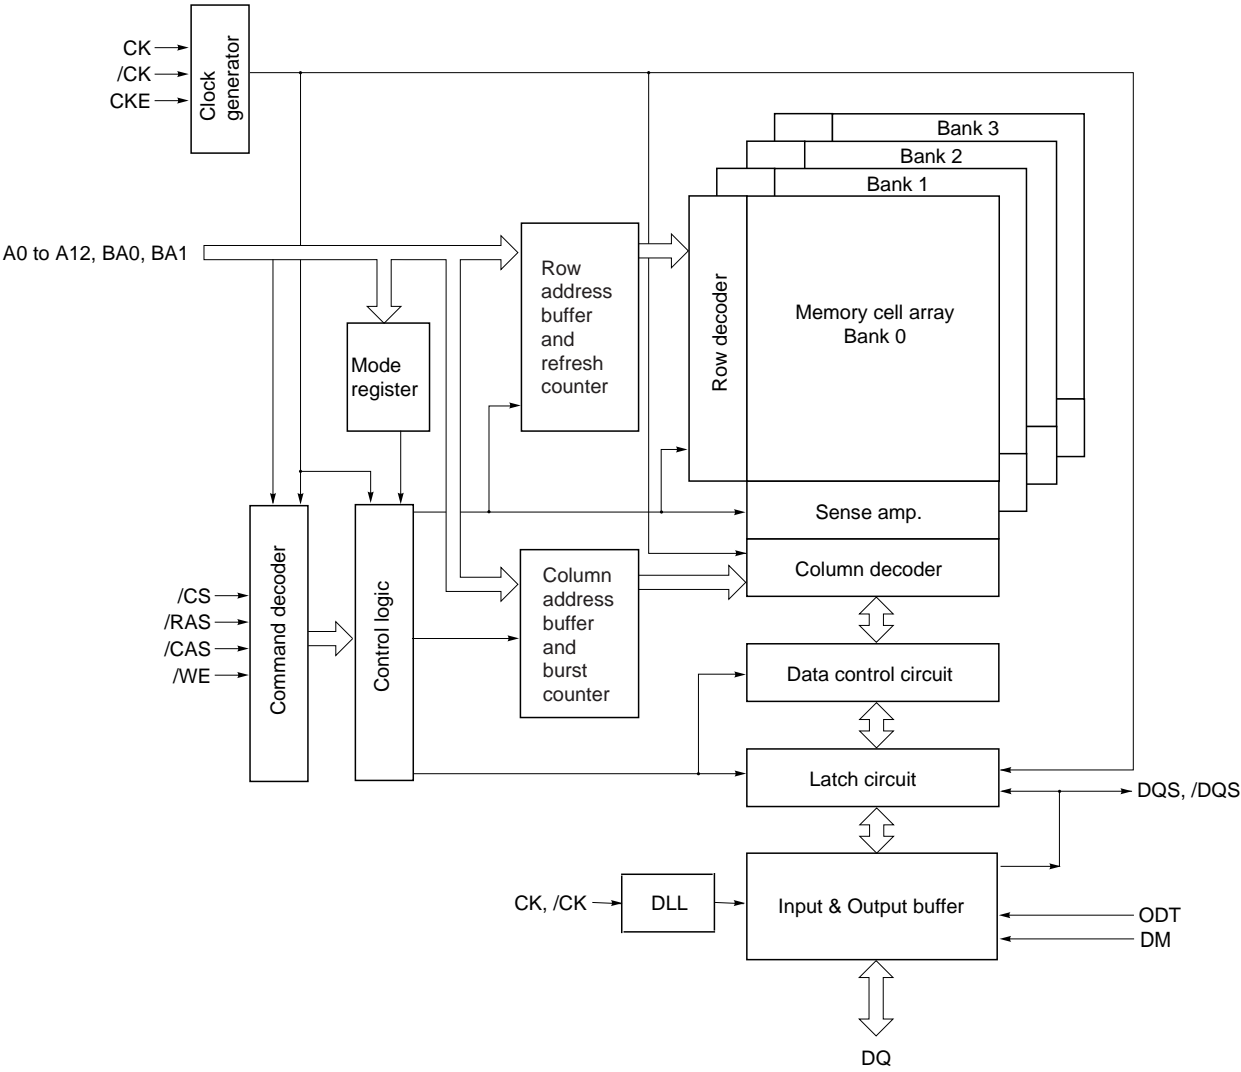 CK
/CK
CKE
Clock
generator
Bank 3
Bank 2
Bank 1
A0 to A12, BA0, BA1
Row
address
buffer
and
refresh
counter
Row decoder
Memory cell array
Bank 0
Mode
register
Sense amp.
Column decoder
Command decoder
Control logic
Column
address
buffer
and
burst
counter
/CS
/RAS
/CAS
/WE
Data control circuit
Latch circuit
DQS, /DQS
CK, /CK
DLL
Input & Output buffer
ODT
DM
DQ